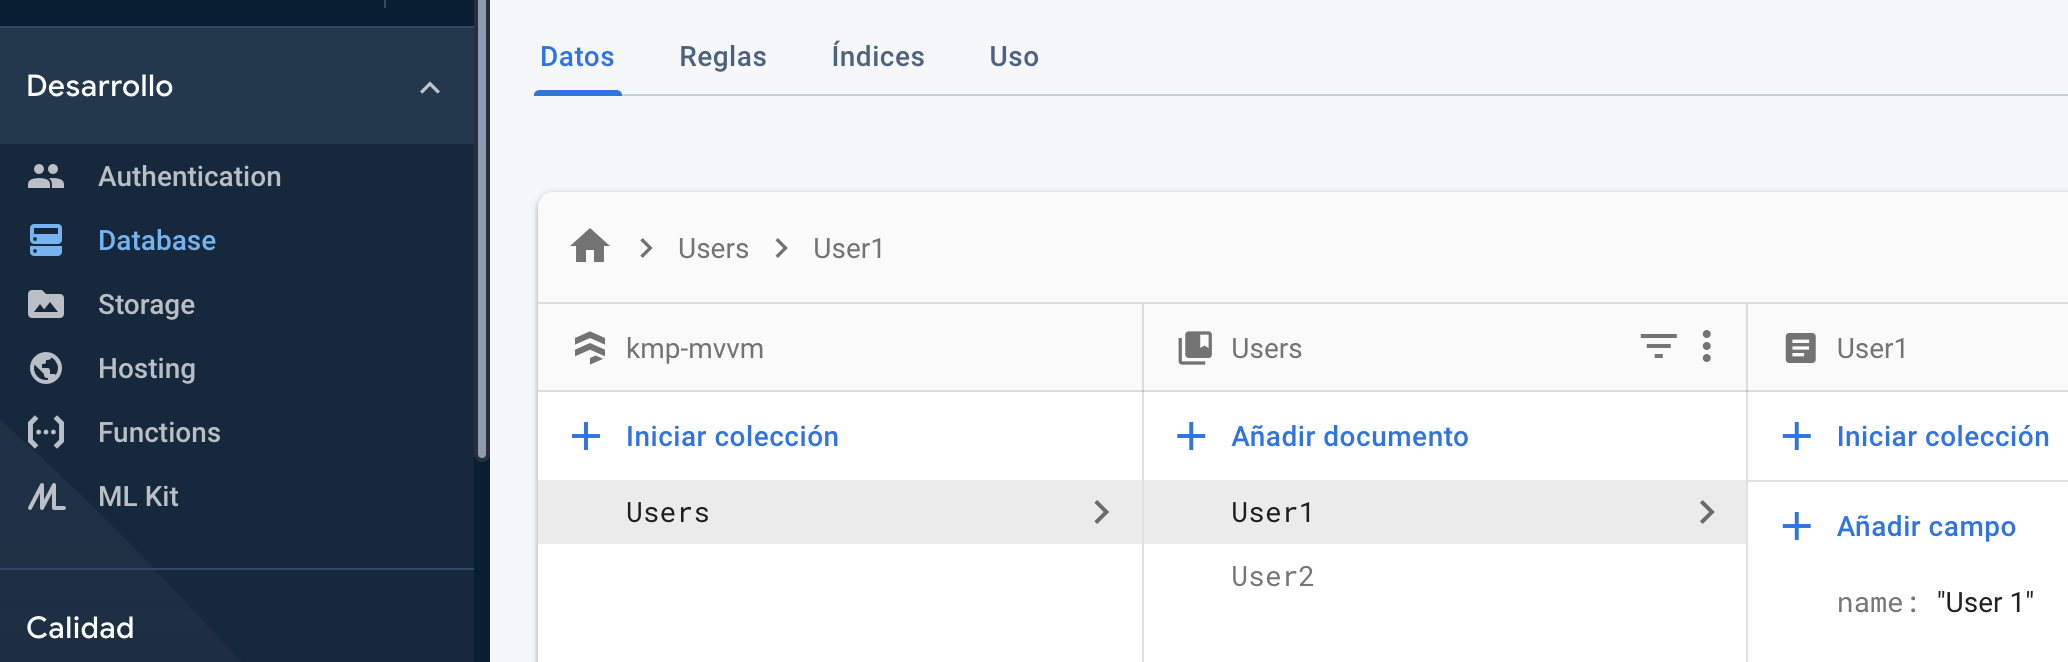 Desarrollo
Authentication
Database
Storage
Hosting
Functions
ML Kit
Calidad
Datos Reglas Índices Uso
Users User1
kmp-mvvm
Iniciar colección
Users
Users
Añadir documento
User1
User2
User1
Iniciar colección
Añadir campo
name: "User 1"